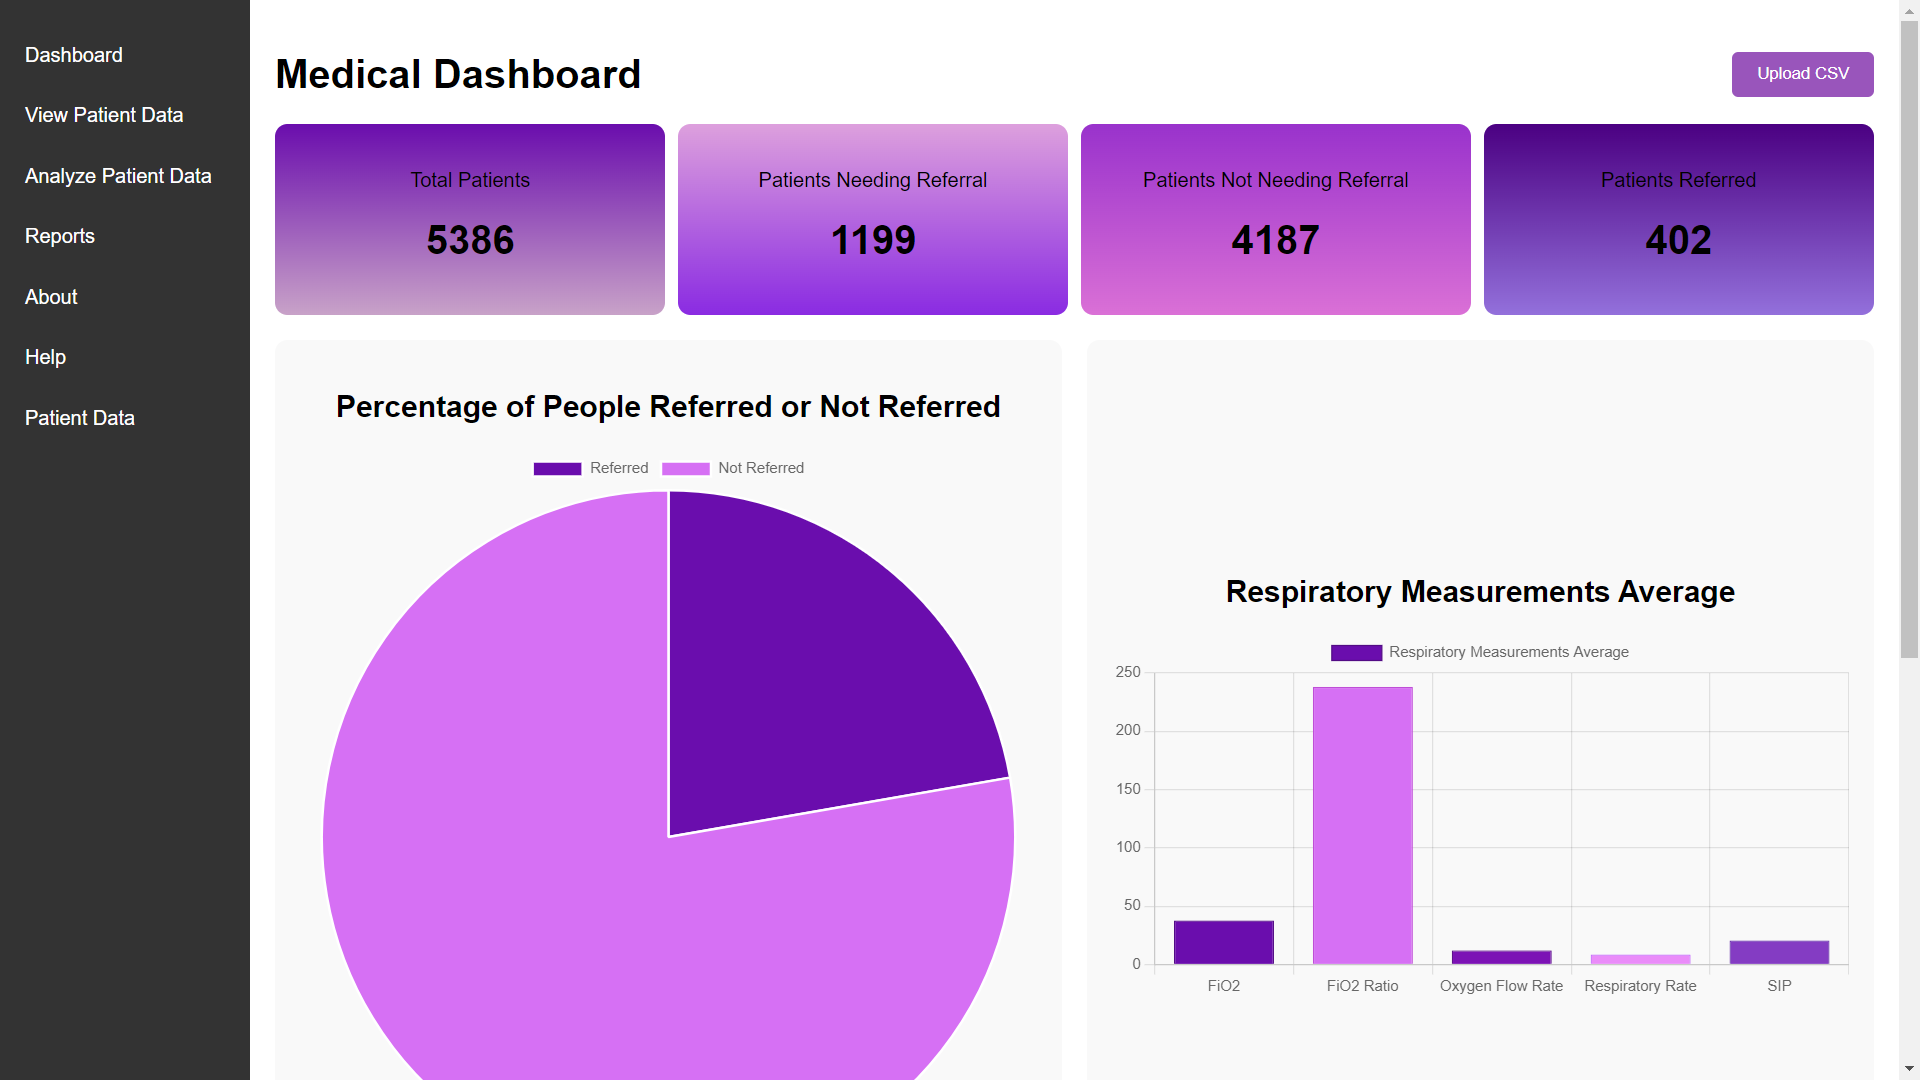 Dashboard
View Patient Data
Analyze Patient Data
Reports
About
Help
Patient Data
Medical Dashboard
Upload CSV
Total Patients
5386
Patients Needing Referral
1199
Patients Not Needing Referral
4187
Patients Referred
402
Percentage of People Referred or Not Referred
Referred
Not Referred
Respiratory Measurements Average
Respiratory Measurements Average
250
200
150
100
50
0
FiO2
FiO2 Ratio
Oxygen Flow Rate
Respiratory Rate
SIP